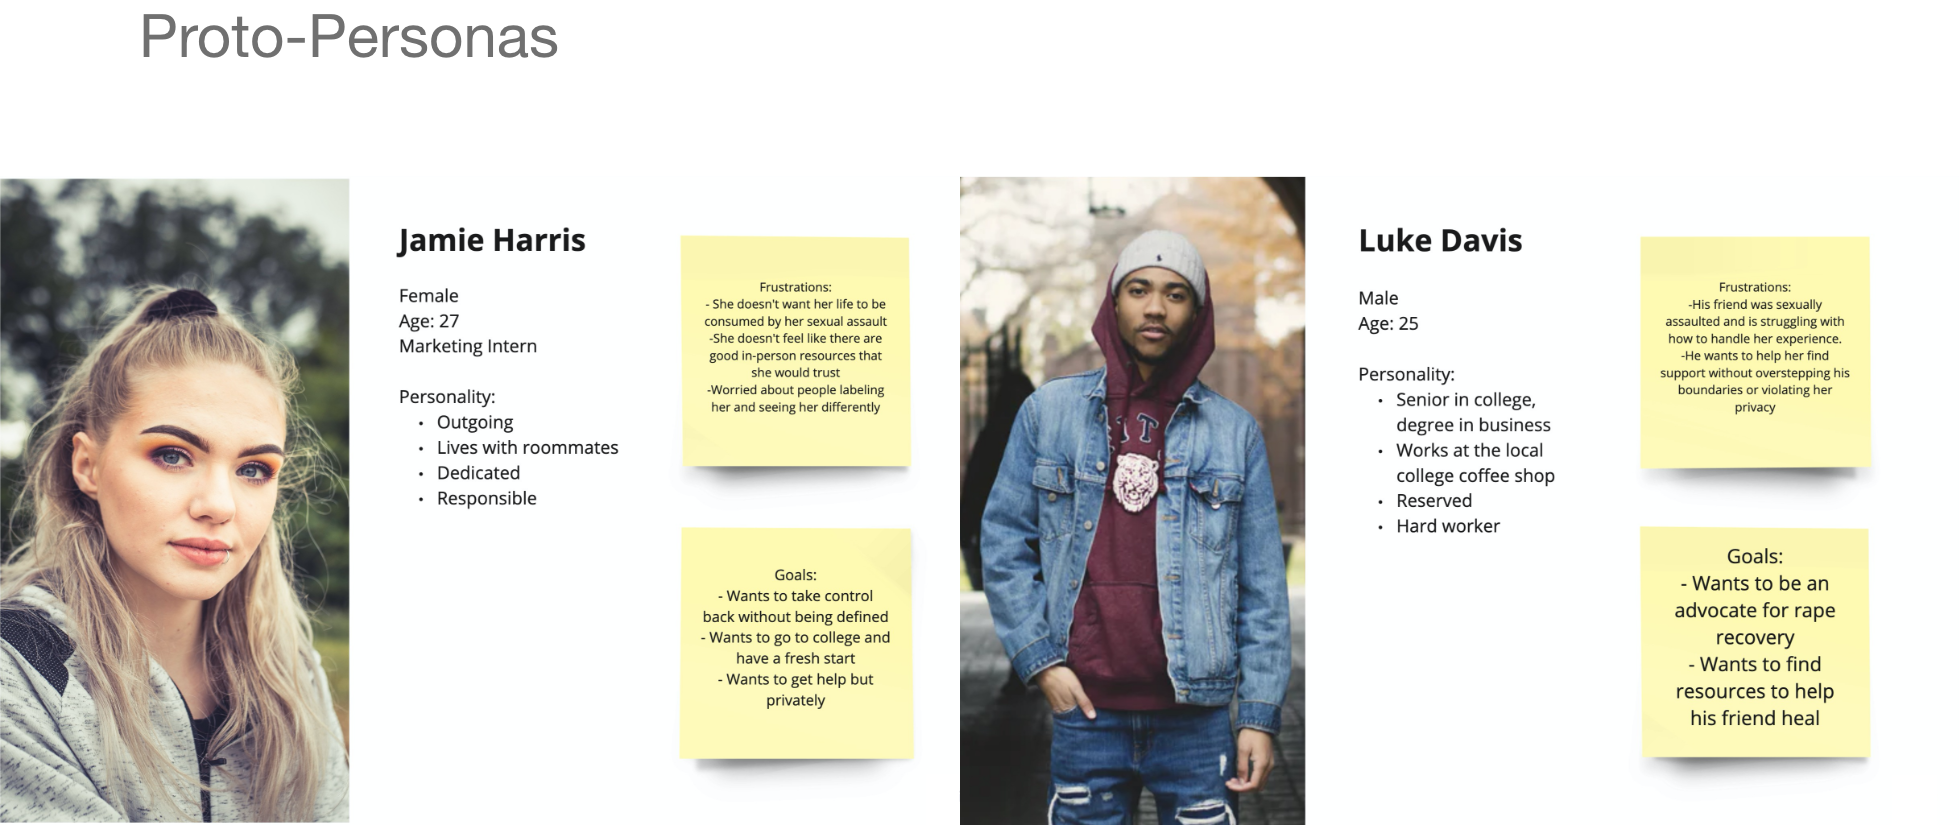 Proto-Personas
Jamie Harris
Female
Age: 27
Marketing Intern
Personality:
• Outgoing
• Lives with roommates
• Dedicated
• Responsible
Frustrations:
- She doesn't want her life to be
consumed by her sexual assault
-She doesn't feel like there are
good in-person resources that
she would trust
-Worried about people labeling
her and seeing her differently
Goals:
- Wants to take control
back without being defined
- Wants to go to college and
have a fresh start
- Wants to get help but
privately
Luke Davis
Male
Age: 25
Personality:
• Senior in college,
degree in business
• Works at the local
college coffee shop
• Reserved
• Hard worker
Frustrations:
-His friend was sexually
assaulted and is struggling with
how to handle her experience.
-He wants to help her find
support without overstepping his
boundaries or violating her
privacy
Goals:
- Wants to be an
advocate for rape
recovery
- Wants to find
resources to help
his friend heal